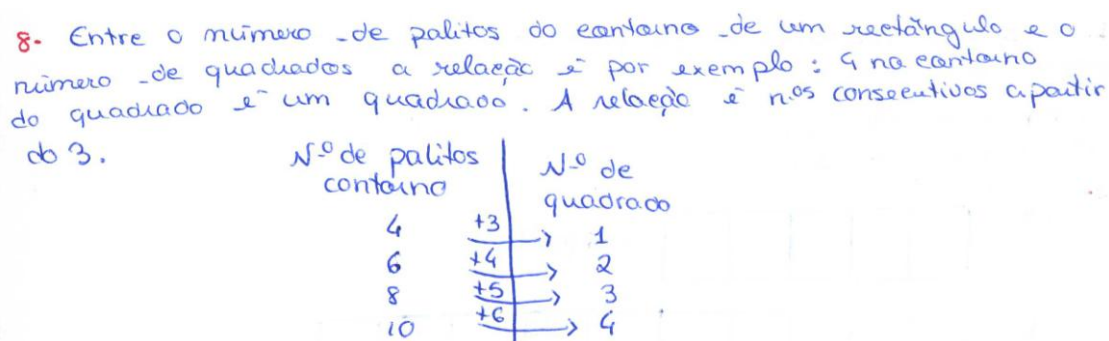 8- Entre o número de palitos do contorno de um rectângulo e o
número de quadrados a relação é por exemplo: 4 no contorno
do quadrado é um quadrado. A relação é n.os consecutivos apartir
do 3.
N.º de palitos contorno | N.º de quadrado
4 +3 → 1
6 +4 → 2
8 +5 → 3
10 +6 → 4